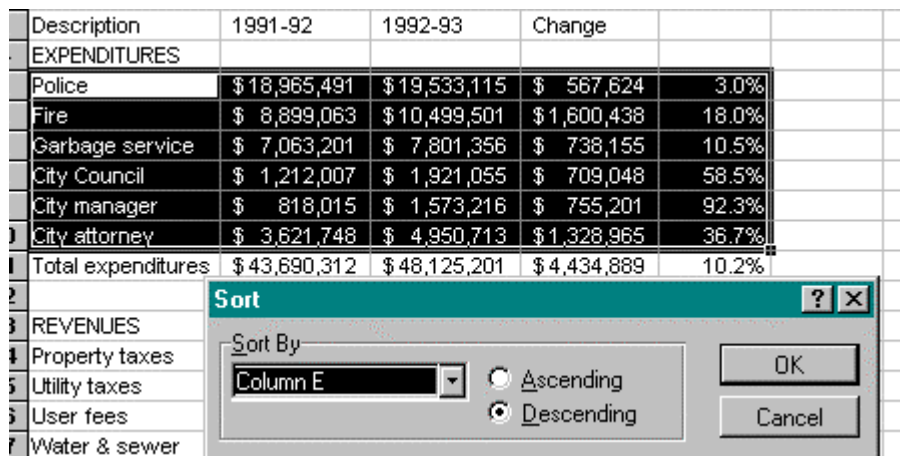 Description 1991-92 1992-93 Change
EXPENDITURES
Police $18,965,491 $19,533,115 $ 567,624 3.0%
Fire $ 8,899,063 $10,499,501 $1,600,438 18.0%
Garbage service $ 7,063,201 $ 7,801,356 $ 738,155 10.5%
City Council $ 1,212,007 $ 1,921,055 $ 709,048 58.5%
City manager $ 818,015 $ 1,573,216 $ 755,201 92.3%
City attorney $ 3,621,748 $ 4,950,713 $1,328,965 36.7%
Total expenditures $43,690,312 $48,125,201 $4,434,889 10.2%
Sort ?
REVENUES
Sort By
Property taxes
OK
Column E
Ascending
Utility taxes
User fees
Descending
Cancel
Water & sewer